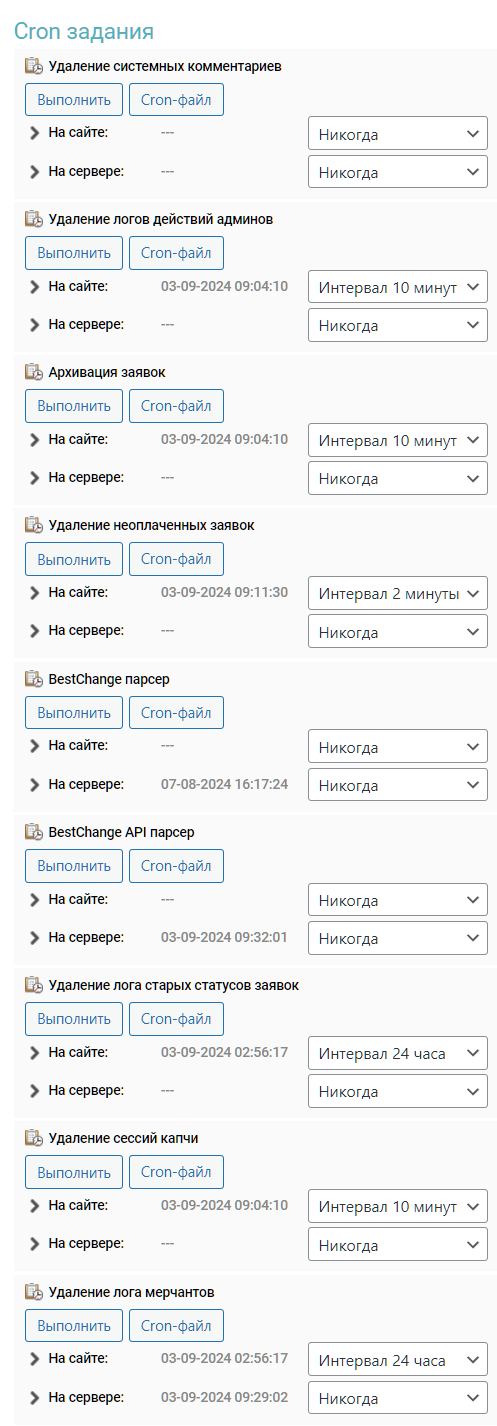 Cron задания
Удаление системных комментариев
Выполнить Cron-файл
На сайте: --- Никогда
На сервере: --- Никогда
Удаление логов действий админов
Выполнить Cron-файл
На сайте: 03-09-2024 09:04:10 Интервал 10 минут
На сервере: --- Никогда
Архивация заявок
Выполнить Cron-файл
На сайте: 03-09-2024 09:04:10 Интервал 10 минут
На сервере: --- Никогда
Удаление неоплаченных заявок
Выполнить Cron-файл
На сайте: 03-09-2024 09:11:30 Интервал 2 минуты
На сервере: --- Никогда
BestChange парсер
Выполнить Cron-файл
На сайте: --- Никогда
На сервере: 07-08-2024 16:17:24 Никогда
BestChange API парсер
Выполнить Cron-файл
На сайте: --- Никогда
На сервере: 03-09-2024 09:32:01 Никогда
Удаление лога старых статусов заявок
Выполнить Cron-файл
На сайте: 03-09-2024 02:56:17 Интервал 24 часа
На сервере: --- Никогда
Удаление сессий капчи
Выполнить Cron-файл
На сайте: 03-09-2024 09:04:10 Интервал 10 минут
На сервере: --- Никогда
Удаление лога мерчантов
Выполнить Cron-файл
На сайте: 03-09-2024 02:56:17 Интервал 24 часа
На сервере: 03-09-2024 09:29:02 Никогда